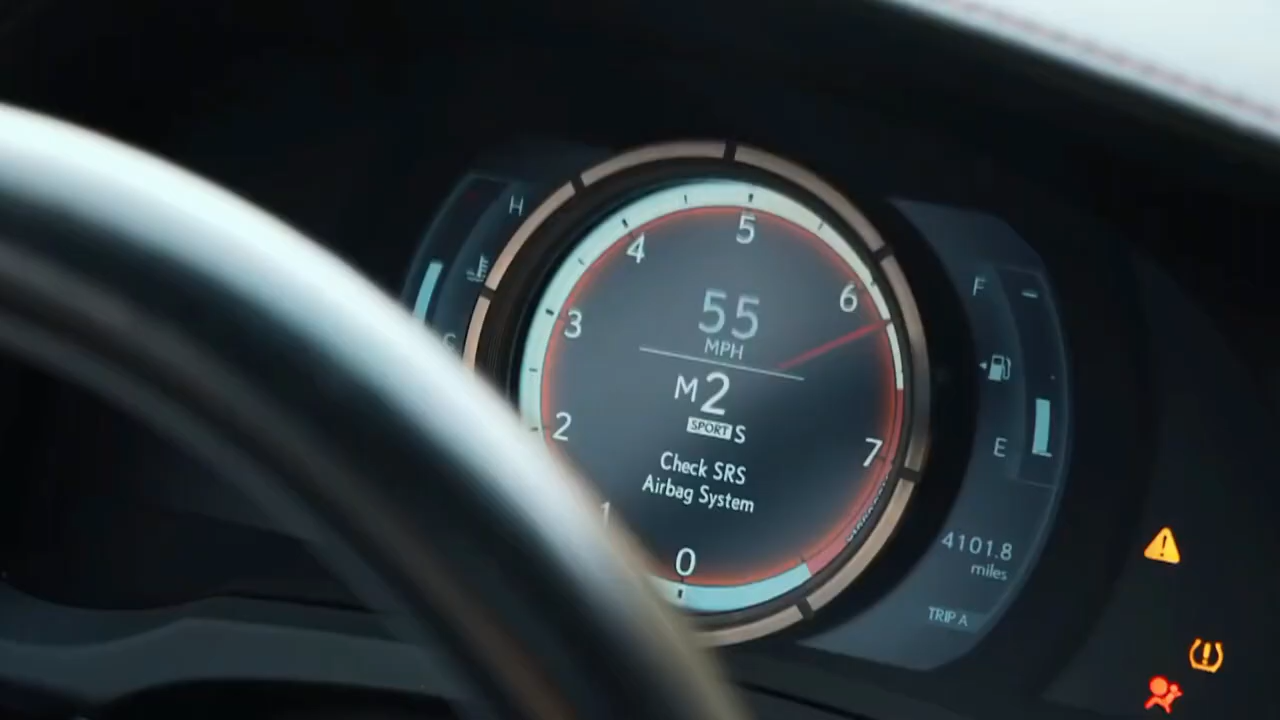 H
C
5
4
6
3
55
MPH
M2
SPORT S
2
7
Check SRS
Airbag System
1
0
F
E
4101.8
miles
TRIP A